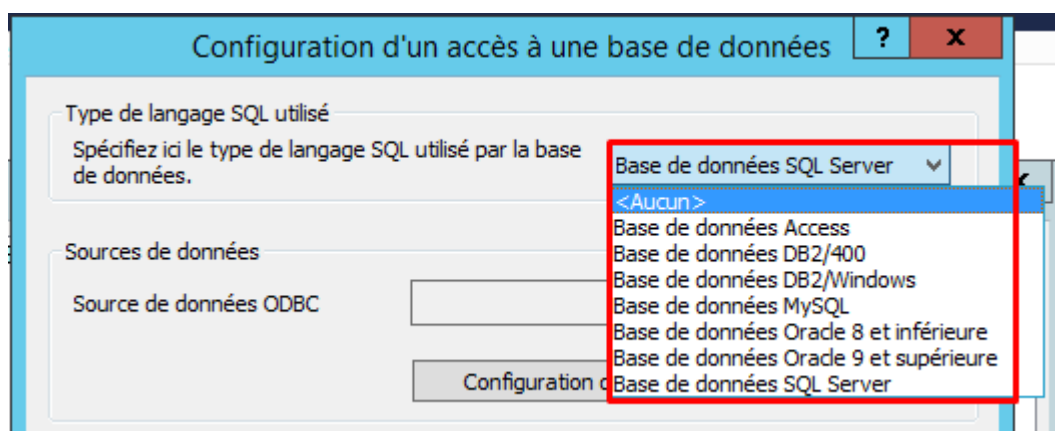 Configuration d'un accès à une base de données
?
x
Type de langage SQL utilisé
Spécifiez ici le type de langage SQL utilisé par la base
de données.
Base de données SQL Server
<Aucun>
Base de données Access
Base de données DB2/400
Base de données DB2/Windows
Base de données MySQL
Base de données Oracle 8 et inférieure
Base de données Oracle 9 et supérieure
Base de données SQL Server
Sources de données
Source de données ODBC
Configuration